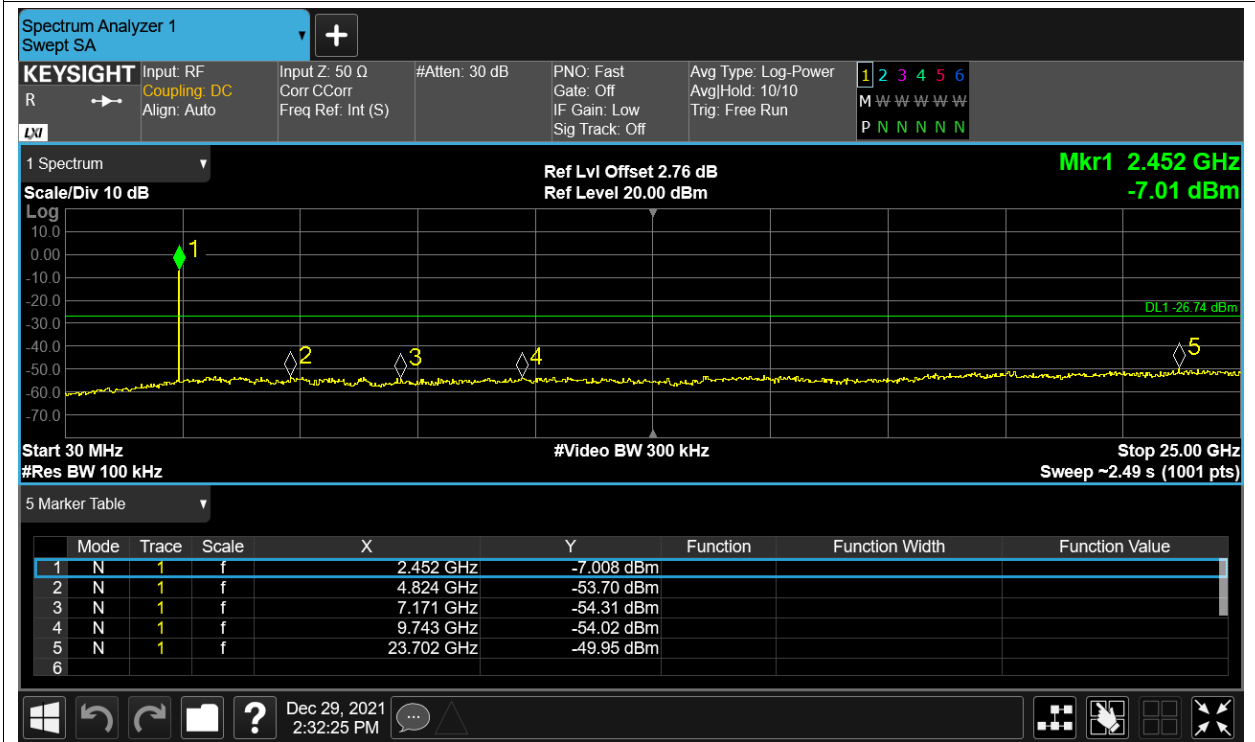 Spectrum Analyzer 1
Swept SA
KEYSIGHT Input: RF Input Z: 50 Ω #Atten: 30 dB PNO: Fast Avg Type: Log-Power 1 2 3 4 5 6
R Coupling: DC Corr CCorr Gate: Off Avg|Hold: 10/10 M W W W W W
Align: Auto Freq Ref: Int (S) IF Gain: Low Trig: Free Run
LXI Sig Track: Off P N N N N N
1 Spectrum Ref Lvl Offset 2.76 dB Mkr1 2.452 GHz
Scale/Div 10 dB Ref Level 20.00 dBm -7.01 dBm
Log
10.0
0.00 1
-10.0
-20.0
DL1 -26.74 dBm
-30.0
-40.0 2 3 4 5
-50.0
-60.0
-70.0
Start 30 MHz #Video BW 300 kHz Stop 25.00 GHz
#Res BW 100 kHz Sweep ~2.49 s (1001 pts)
5 Marker Table
Mode Trace Scale X Y Function Function Width Function Value
1 N 1 f 2.452 GHz -7.008 dBm
2 N 1 f 4.824 GHz -53.70 dBm
3 N 1 f 7.171 GHz -54.31 dBm
4 N 1 f 9.743 GHz -54.02 dBm
5 N 1 f 23.702 GHz -49.95 dBm
6
? Dec 29, 2021
2:32:25 PM